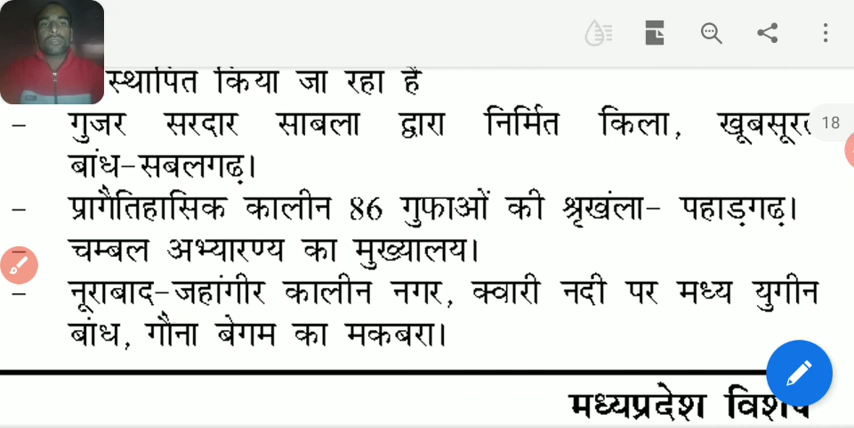 स्थापित किया जा रहा है
18
- गुजर सरदार साबला द्वारा निर्मित किला, खूबसूरत
बांध-सबलगढ़।
- प्रागैतिहासिक कालीन 86 गुफाओं की श्रृखंला- पहाड़गढ़।
- चम्बल अभ्यारण्य का मुख्यालय।
- नूराबाद-जहांगीर कालीन नगर, क्वारी नदी पर मध्य युगीन
बांध, गौना बेगम का मकबरा।
मध्यप्रदेश विशेष